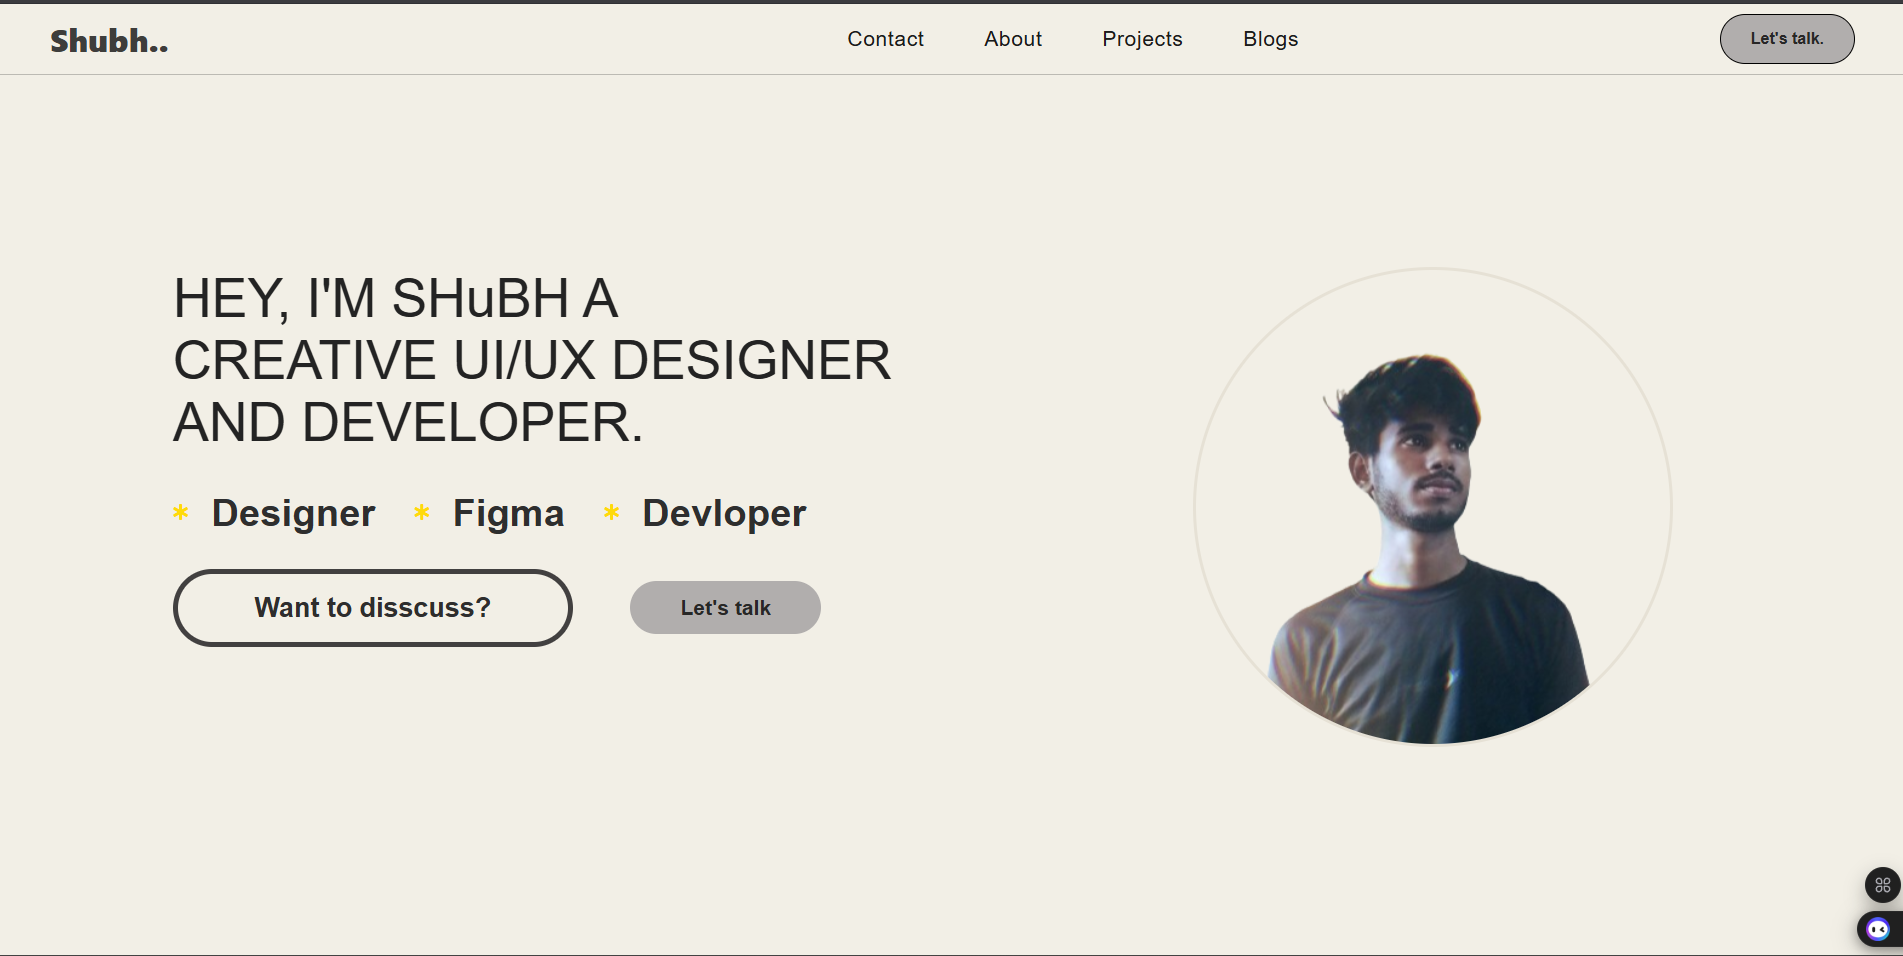 Shubh..
Contact About Projects Blogs
Let's talk.
HEY, I'M SHuBH A
CREATIVE UI/UX DESIGNER
AND DEVELOPER.
* Designer * Figma * Devloper
Want to disscuss?
Let's talk